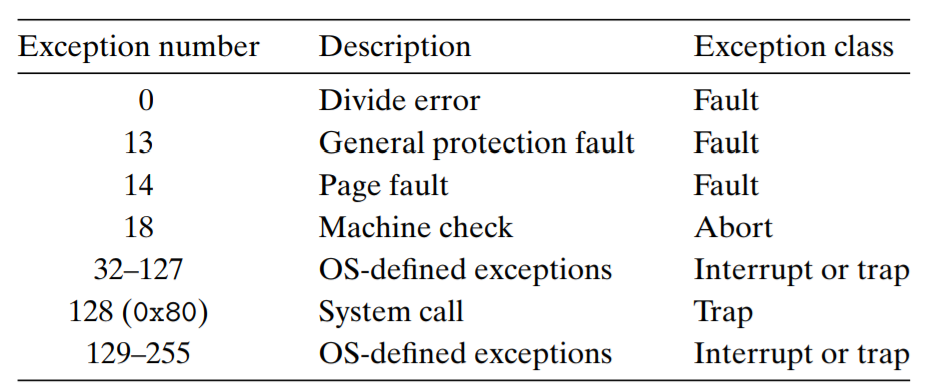 Exception number Description Exception class
0 Divide error Fault
13 General protection fault Fault
14 Page fault Fault
18 Machine check Abort
32–127 OS-defined exceptions Interrupt or trap
128 (0x80) System call Trap
129–255 OS-defined exceptions Interrupt or trap